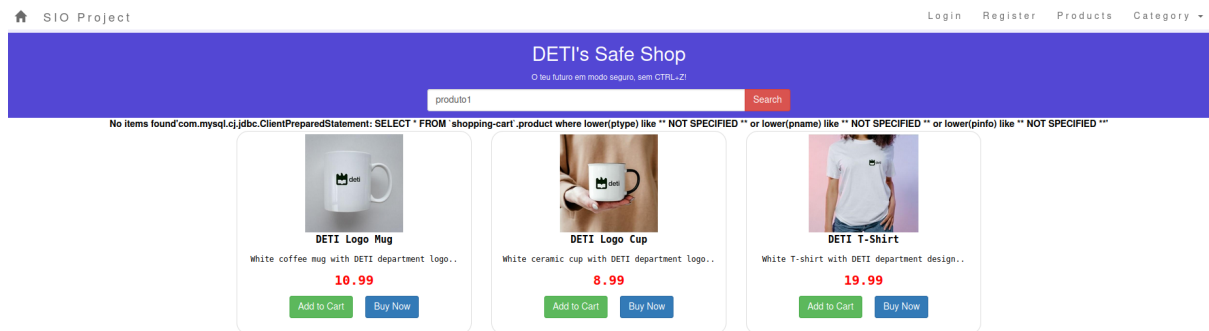 SIO Project Login Register Products Category
DETI's Safe Shop
O teu futuro em modo seguro, sem CTRL+Z!
produto1 Search
No items found'com.mysql.cj.jdbc.ClientPreparedStatement: SELECT * FROM `shopping-cart`.product where lower(ptype) like ** NOT SPECIFIED ** or lower(pname) like ** NOT SPECIFIED ** or lower(pinfo) like ** NOT SPECIFIED **'
deti deti deti
DETI Logo Mug DETI Logo Cup DETI T-Shirt
White coffee mug with DETI department logo.. White ceramic cup with DETI department logo.. White T-shirt with DETI department design..
10.99 8.99 19.99
Add to Cart Buy Now Add to Cart Buy Now Add to Cart Buy Now